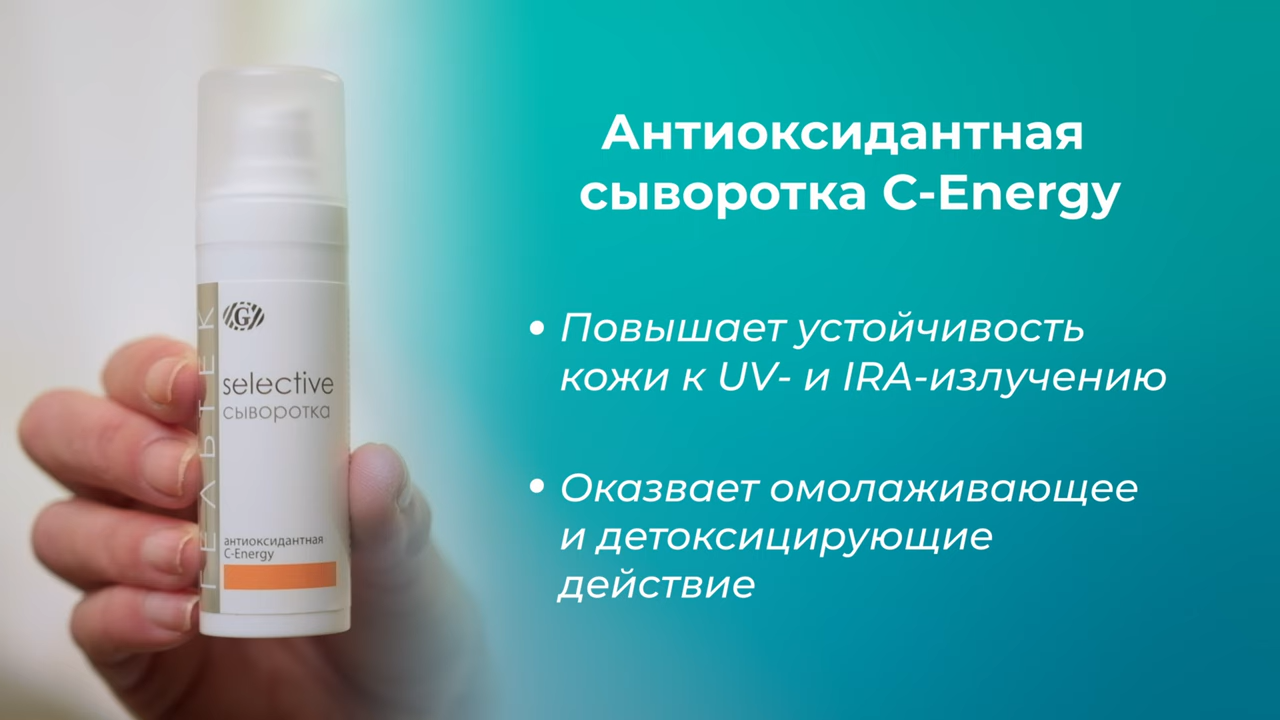 Антиоксидантная
сыворотка C-Energy
• Повышает устойчивость
кожи к UV- и IRA-излучению
• Оказвает омолаживающее
и детоксицирующие
действие
G
ГЕЛЬТЕК
selective
сыворотка
антиоксидантная
C-Energy